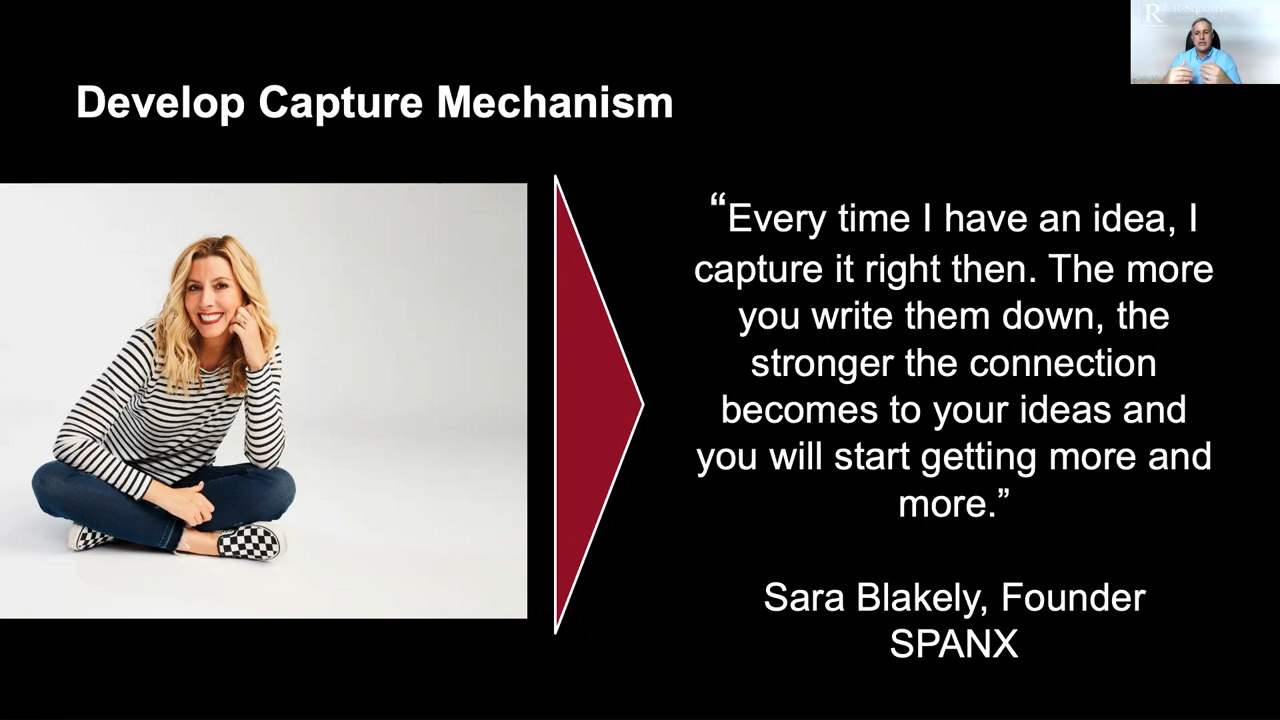 Develop Capture Mechanism
“Every time I have an idea, I
capture it right then. The more
you write them down, the
stronger the connection
becomes to your ideas and
you will start getting more and
more.”
Sara Blakely, Founder
SPANX
R2